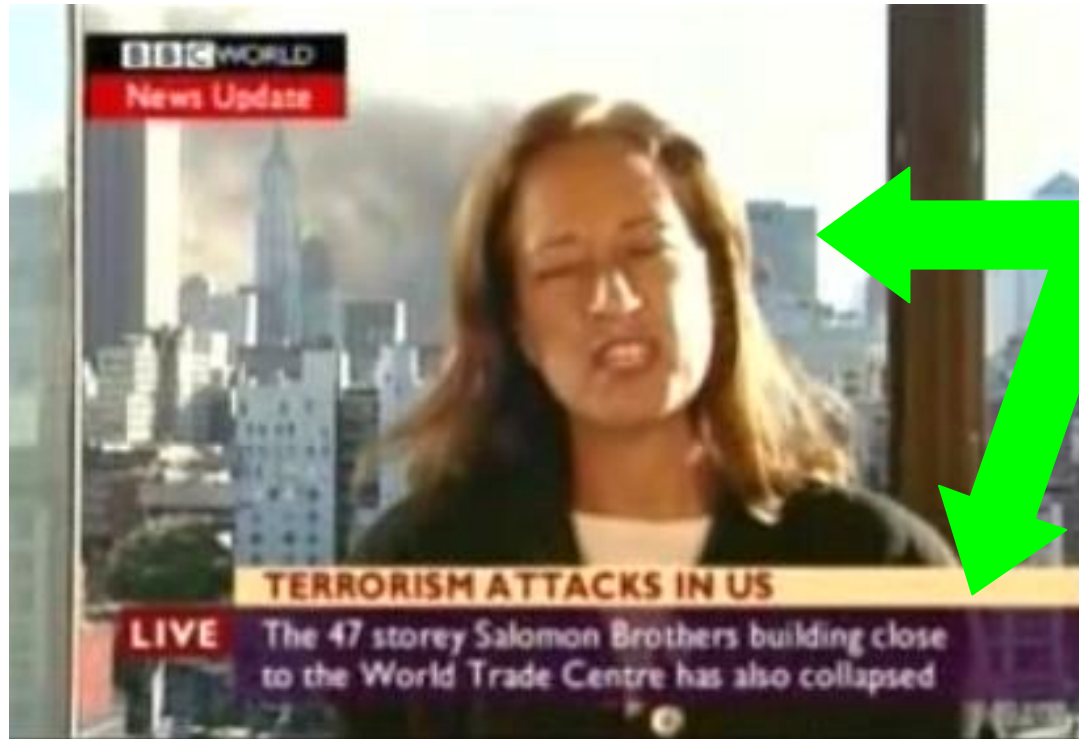 BBC WORLD
News Update
TERRORISM ATTACKS IN US
LIVE
The 47 storey Salomon Brothers building close
to the World Trade Centre has also collapsed